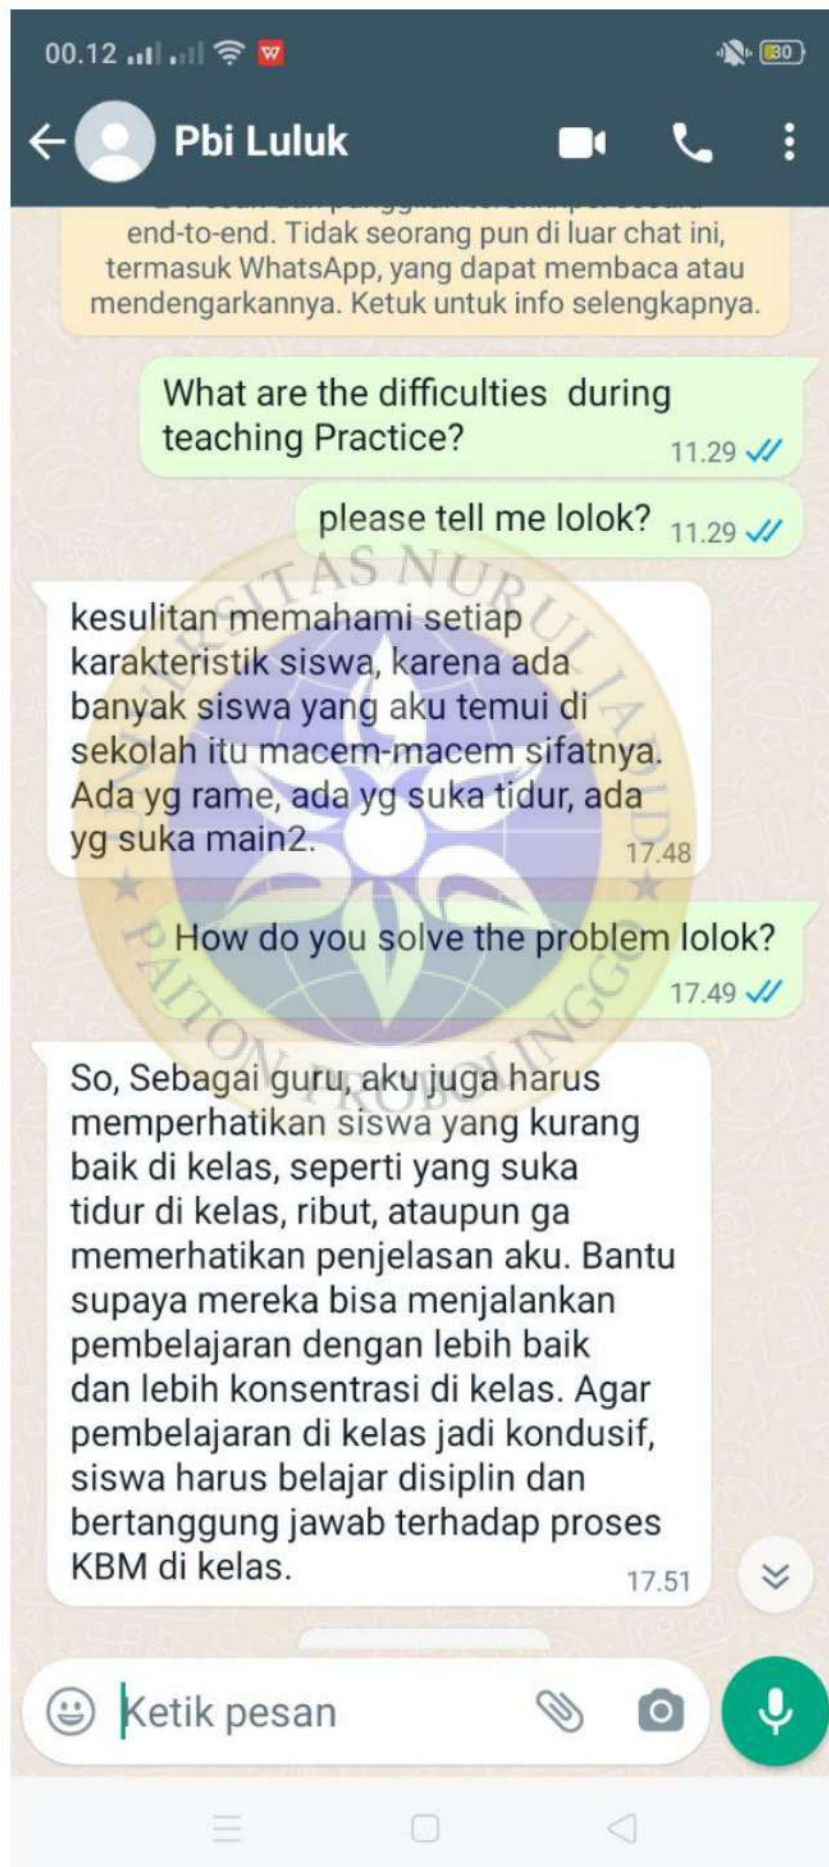 00.12
30
Pbi Luluk
end-to-end. Tidak seorang pun di luar chat ini,
termasuk WhatsApp, yang dapat membaca atau
mendengarkannya. Ketuk untuk info selengkapnya.
What are the difficulties during
teaching Practice?
11.29
please tell me lolok?
11.29
kesulitan memahami setiap
karakteristik siswa, karena ada
banyak siswa yang aku temui di
sekolah itu macem-macem sifatnya.
Ada yg rame, ada yg suka tidur, ada
yg suka main2.
17.48
How do you solve the problem lolok?
17.49
So, Sebagai guru, aku juga harus
memperhatikan siswa yang kurang
baik di kelas, seperti yang suka
tidur di kelas, ribut, ataupun ga
memerhatikan penjelasan aku. Bantu
supaya mereka bisa menjalankan
pembelajaran dengan lebih baik
dan lebih konsentrasi di kelas. Agar
pembelajaran di kelas jadi kondusif,
siswa harus belajar disiplin dan
bertanggung jawab terhadap proses
KBM di kelas.
17.51
Ketik pesan
UNIVERSITAS NURUL JADID
PAITON PROBOLINGGO